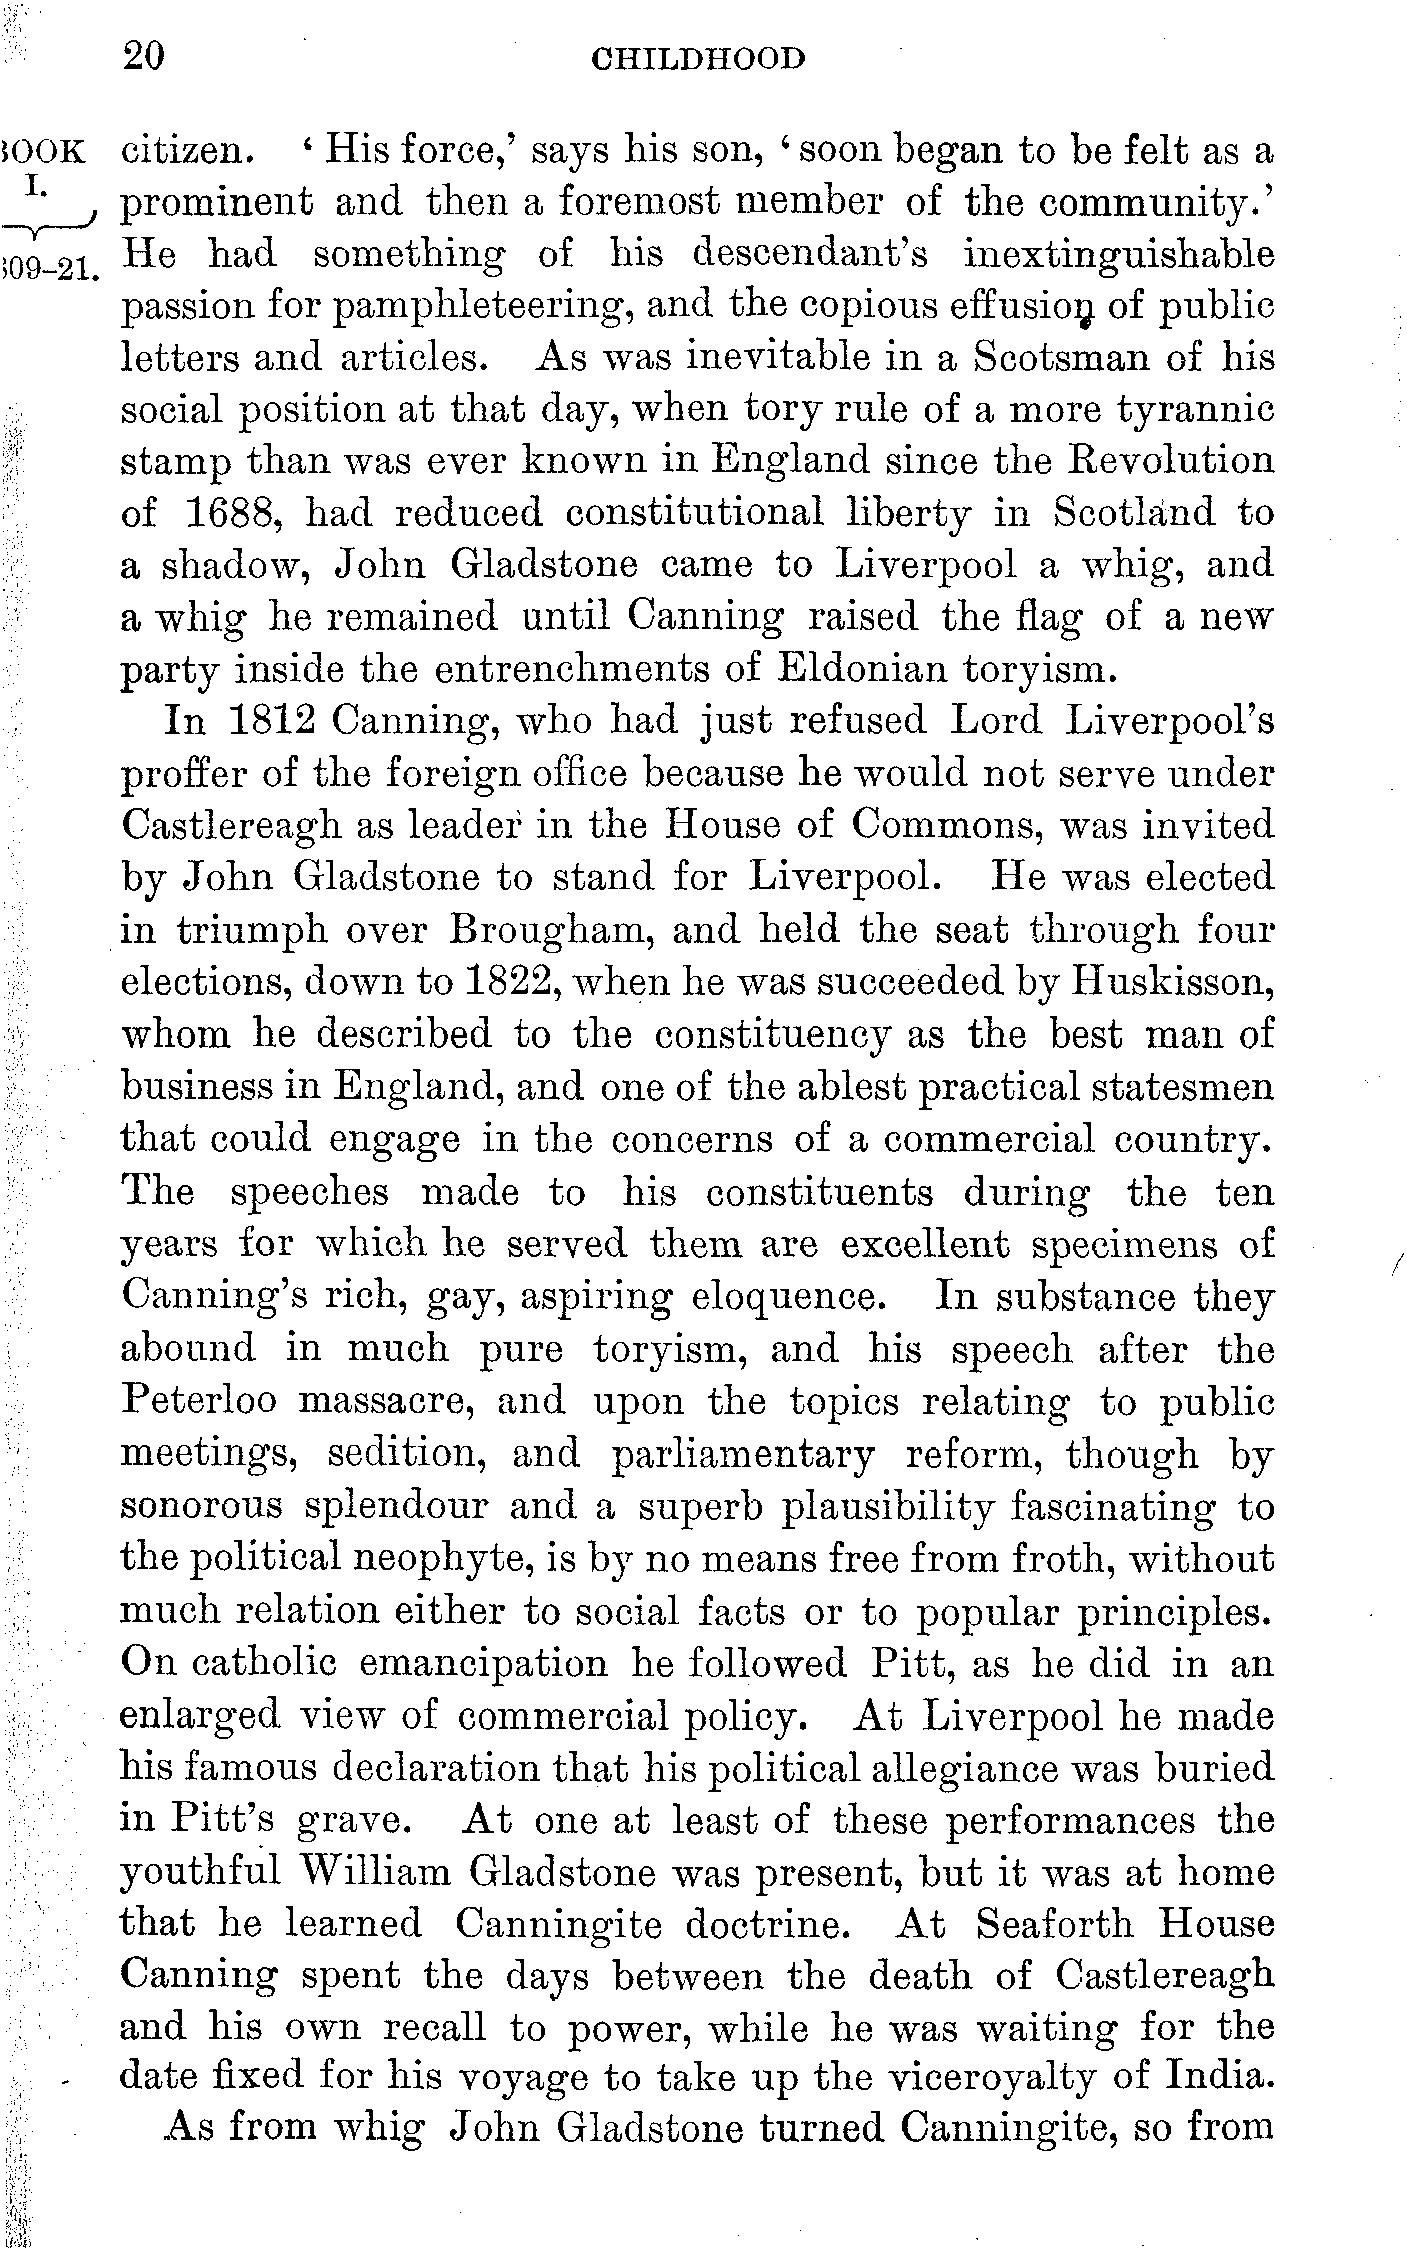 20 CHILDHOOD
citizen. ‘His force,’ says his son, ‘soon began to be felt as a
I.
prominent and then a foremost member of the community.’
He had something of his descendant’s inextinguishable
09–21.
passion for pamphleteering, and the copious effusion of public
letters and articles. As was inevitable in a Scotsman of his
social position at that day, when tory rule of a more tyrannic
stamp than was ever known in England since the Revolution
of 1688, had reduced constitutional liberty in Scotland to
a shadow, John Gladstone came to Liverpool a whig, and
a whig he remained until Canning raised the flag of a new
party inside the entrenchments of Eldonian toryism.
In 1812 Canning, who had just refused Lord Liverpool’s
proffer of the foreign office because he would not serve under
Castlereagh as leader in the House of Commons, was invited
by John Gladstone to stand for Liverpool. He was elected
in triumph over Brougham, and held the seat through four
elections, down to 1822, when he was succeeded by Huskisson,
whom he described to the constituency as the best man of
business in England, and one of the ablest practical statesmen
that could engage in the concerns of a commercial country.
The speeches made to his constituents during the ten
years for which he served them are excellent specimens of
Canning’s rich, gay, aspiring eloquence. In substance they
abound in much pure toryism, and his speech after the
Peterloo massacre, and upon the topics relating to public
meetings, sedition, and parliamentary reform, though by
sonorous splendour and a superb plausibility fascinating to
the political neophyte, is by no means free from froth, without
much relation either to social facts or to popular principles.
On catholic emancipation he followed Pitt, as he did in an
enlarged view of commercial policy. At Liverpool he made
his famous declaration that his political allegiance was buried
in Pitt’s grave. At one at least of these performances the
youthful William Gladstone was present, but it was at home
that he learned Canningite doctrine. At Seaforth House
Canning spent the days between the death of Castlereagh
and his own recall to power, while he was waiting for the
date fixed for his voyage to take up the viceroyalty of India.
As from whig John Gladstone turned Canningite, so from